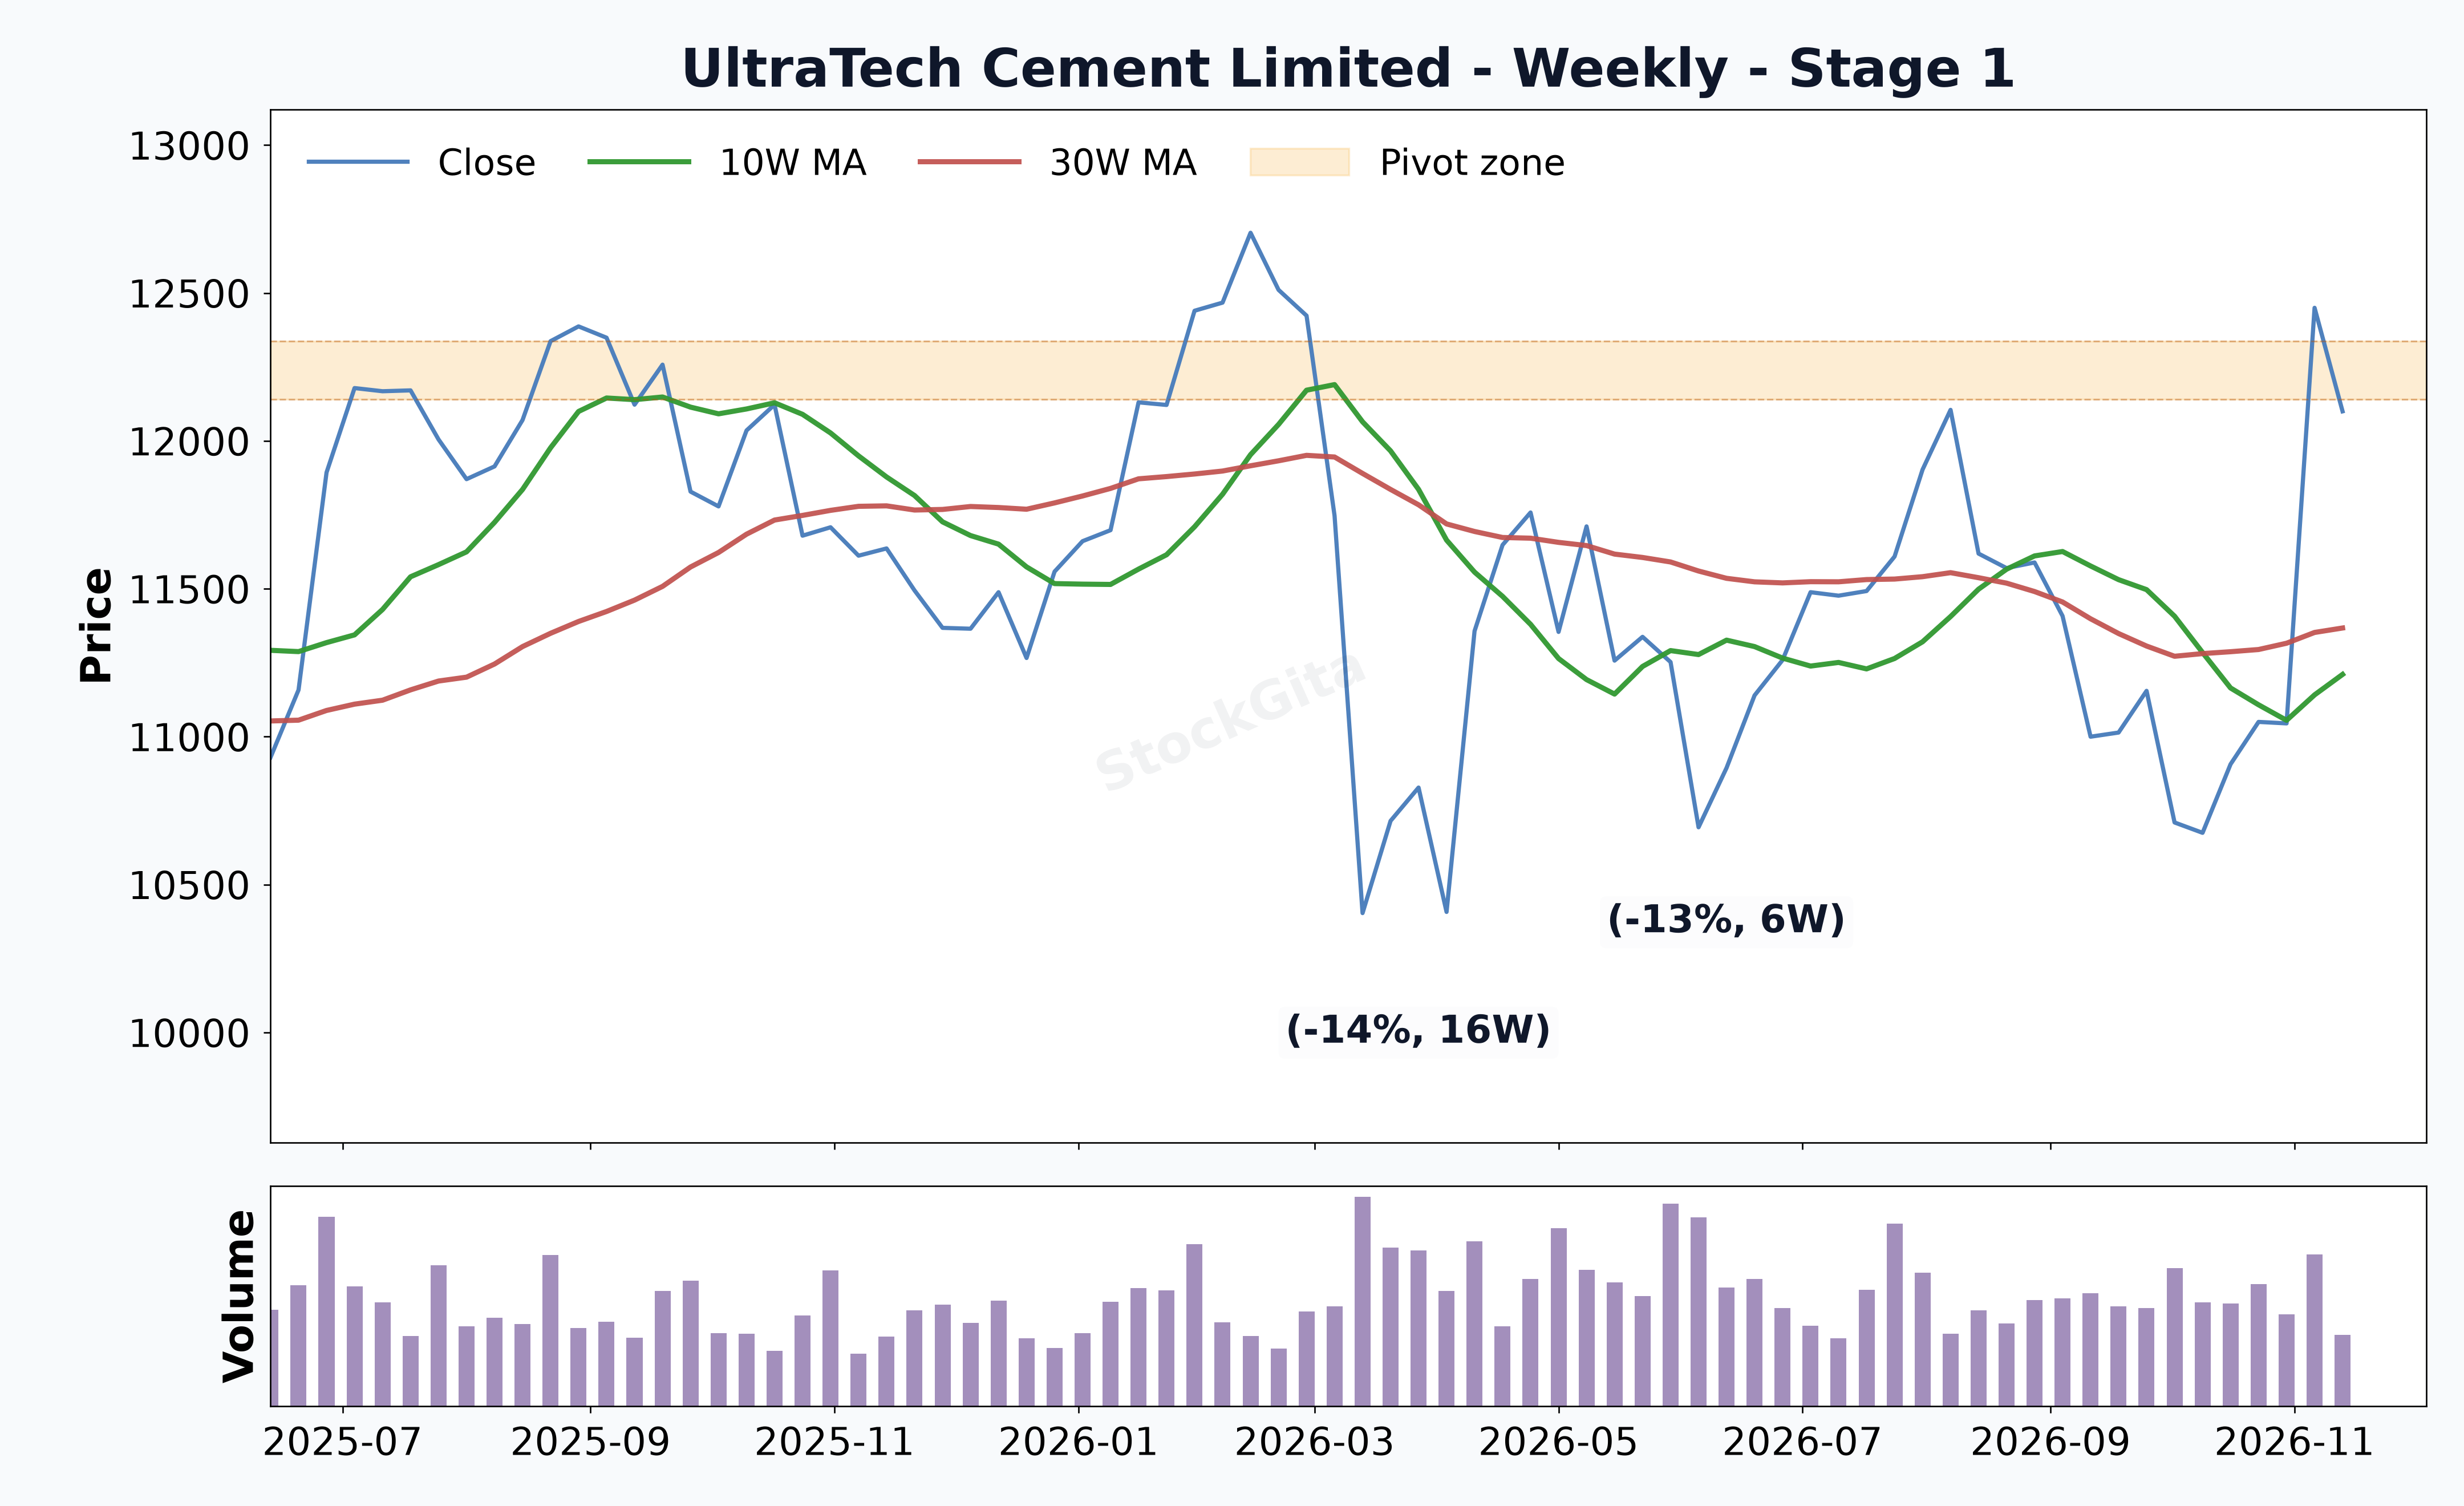 UltraTech Cement Limited - Weekly - Stage 1
Close 10W MA 30W MA Pivot zone
13000
12500
12000
11500
11000
10500
10000
Price
StockGita
(-13%, 6W)
(-14%, 16W)
Volume
2025-07 2025-09 2025-11 2026-01 2026-03 2026-05 2026-07 2026-09 2026-11